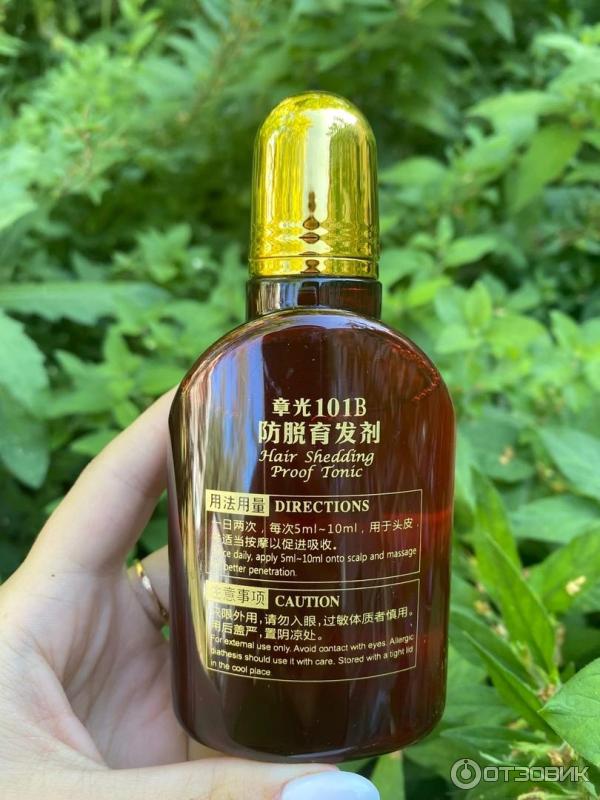 章光101B
防脱育发剂
Hair Shedding
Proof Tonic
用法用量 DIRECTIONS
一日两次，每次5ml~10ml，用于头皮
适当按摩以促进吸收。
daily, apply 5ml~10ml onto scalp and massage
better penetration.
注意事项 CAUTION
只限外用，请勿入眼，过敏体质者慎用。
用后盖严，置阴凉处。
For external use only. Avoid contact with eyes. Allergic
diathesis should use it with care. Stored with a tight lid
in the cool place
ОТЗОВИК